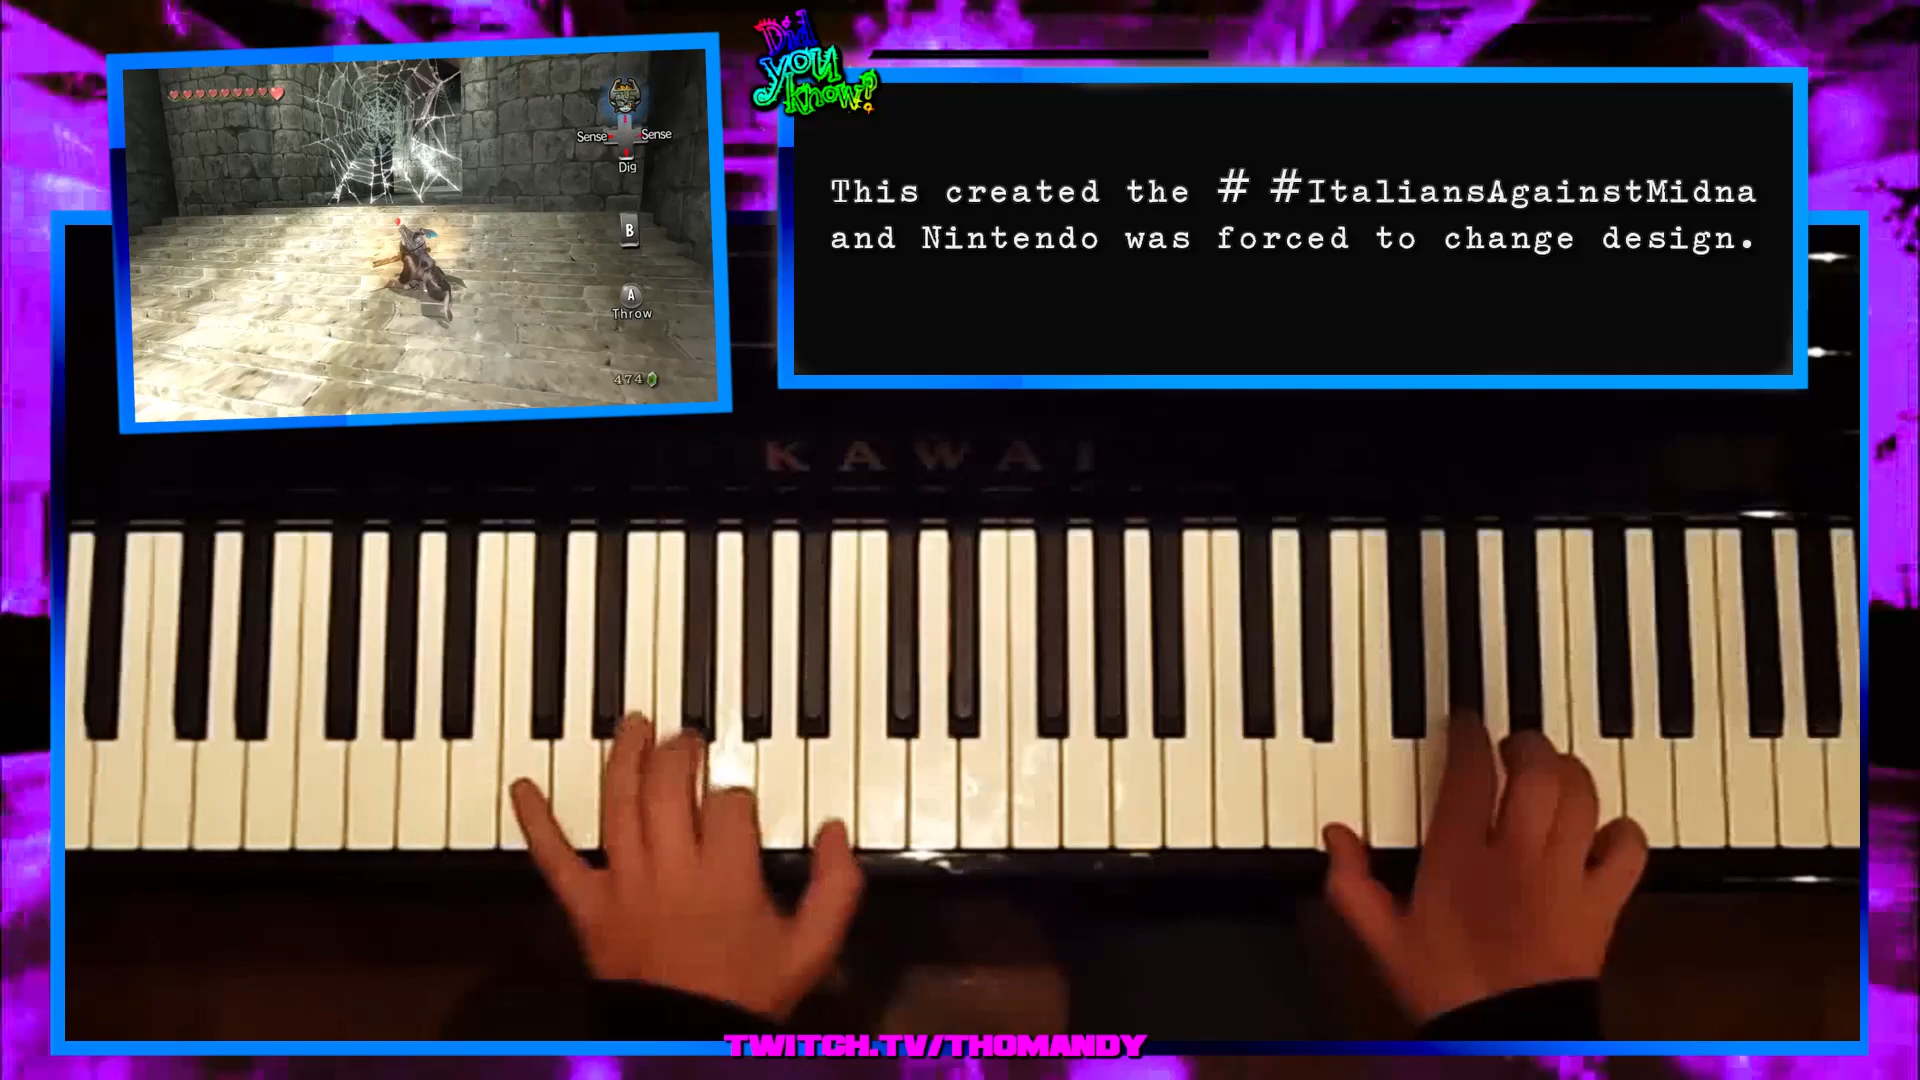 Did
you
know?
Sense
Sense
Dig
B
A
Throw
474
This created the # #ItaliansAgainstMidna
and Nintendo was forced to change design.
KAWAI
TWITCH.TV/THOMANDY